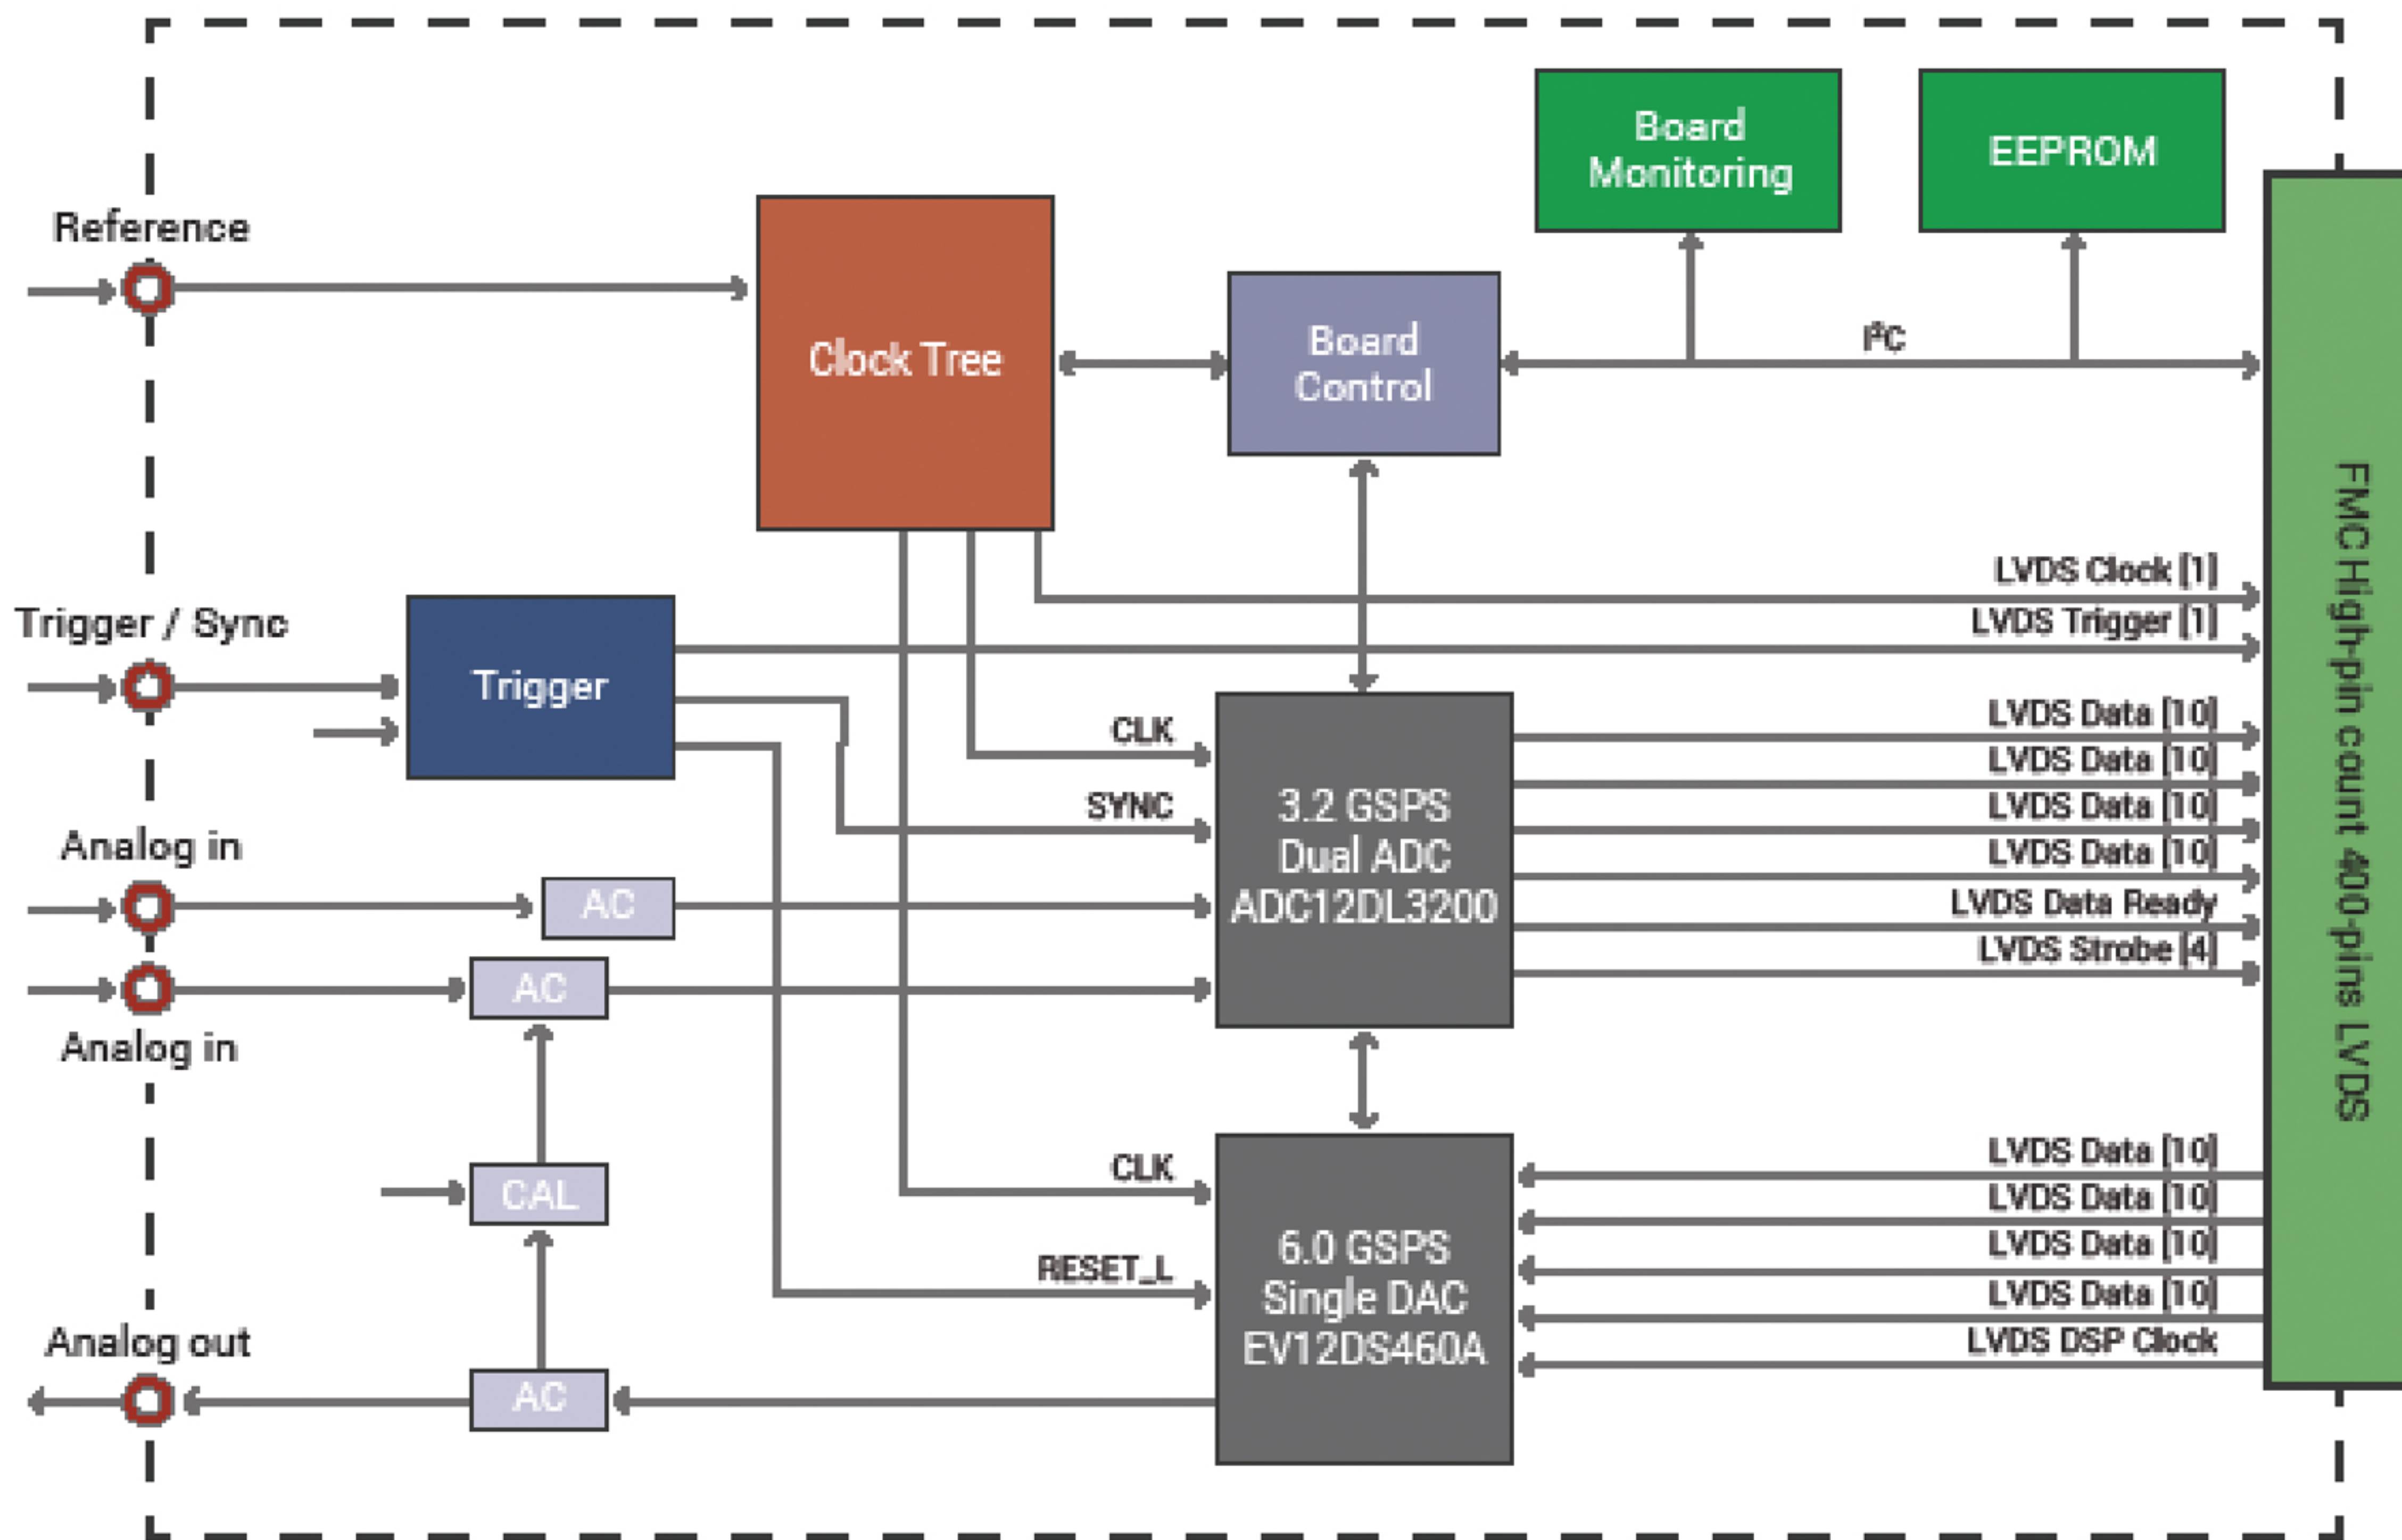 Board
Monitoring
EEPROM
Reference
Clock Tree
Board
Control
I²C
FMC High-pin count 400-pins LVDS
LVDS Clock [1]
Trigger / Sync
LVDS Trigger [1]
Trigger
CLK
LVDS Data [10]
LVDS Data [10]
SYNC
3.2 GSPS
Dual ADC
ADC12DL3200
LVDS Data [10]
LVDS Data [10]
Analog in
AC
LVDS Data Ready
LVDS Strobe [4]
AC
Analog in
CLK
LVDS Data [10]
CAL
LVDS Data [10]
RESET_L
6.0 GSPS
Single DAC
EV12DS460A
LVDS Data [10]
LVDS Data [10]
LVDS DSP Clock
Analog out
AC